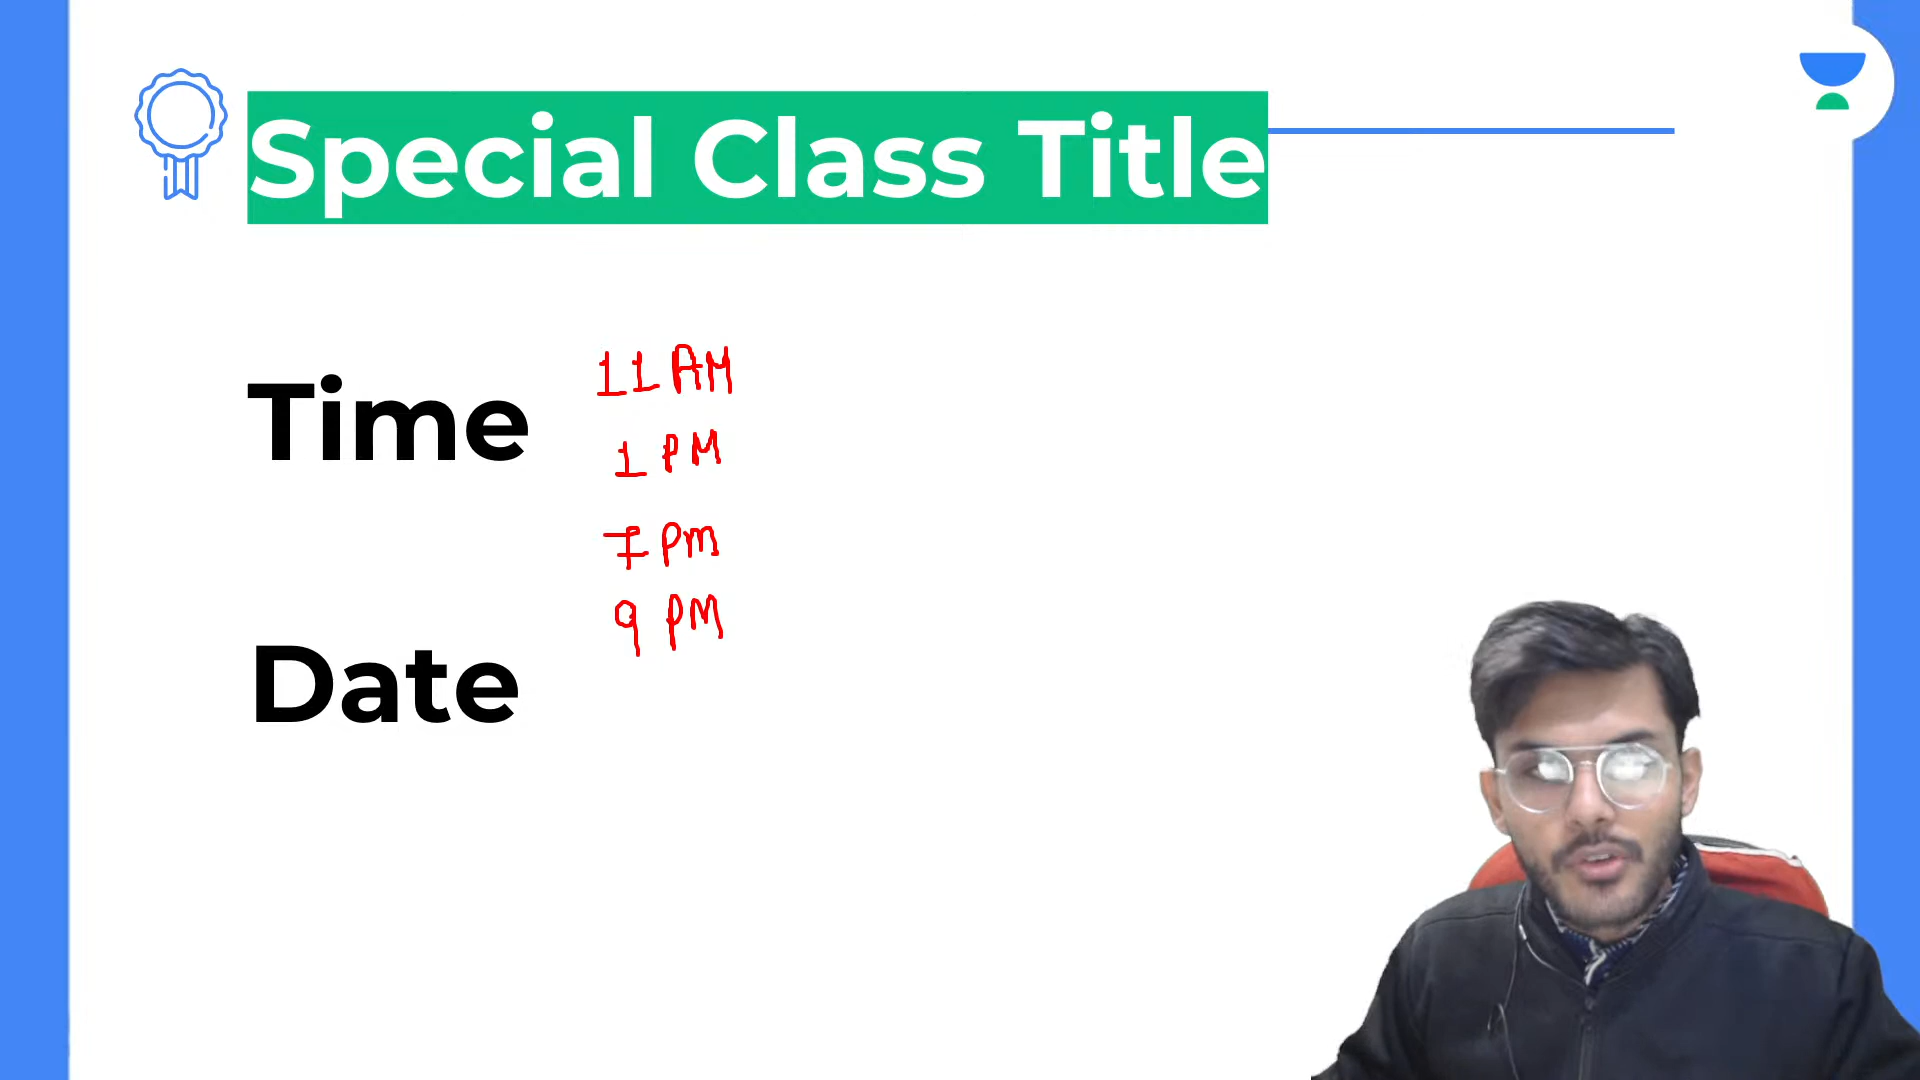 Special Class Title
Time
11 AM
1 PM
7 pm
9 PM
Date